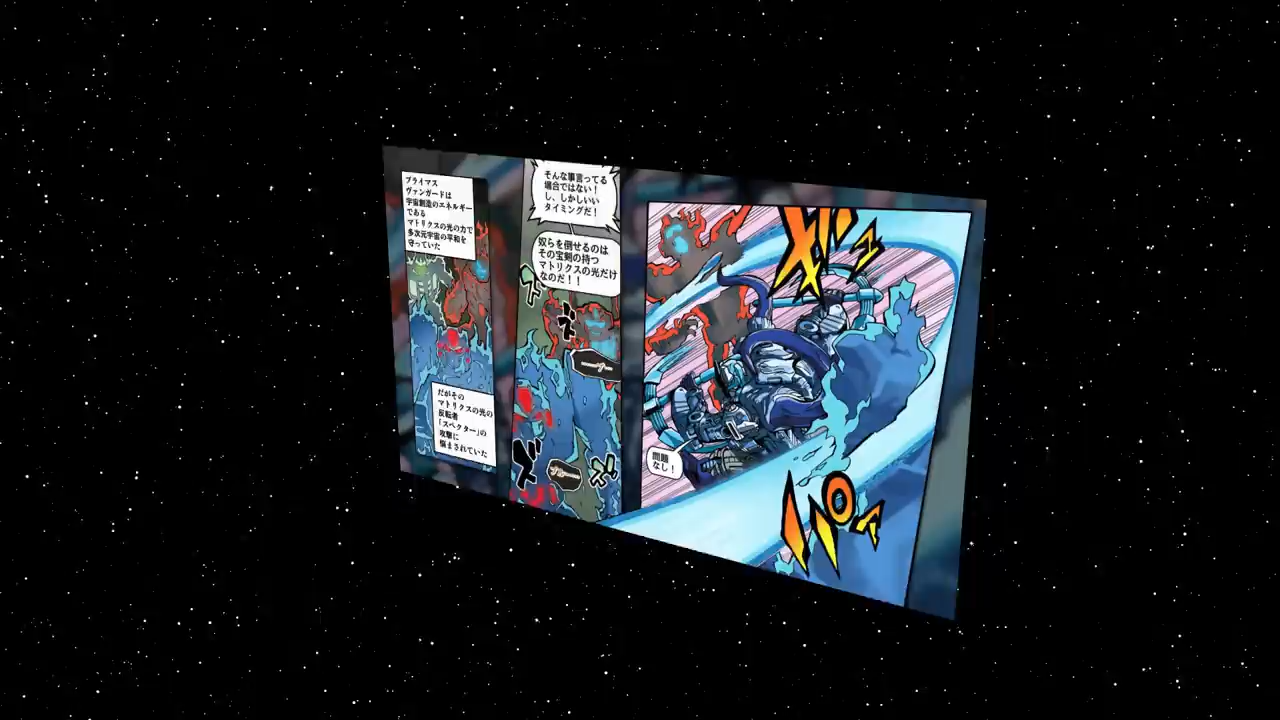 プライマス
ヴァンガードは
宇宙創造のエネルギー
である
マトリクスの光の力で
多次元宇宙の平和を
守っていた
だがその
マトリクスの光の
反転者
「スペクター」の
攻撃に
悩まされていた
そんな事言ってる
場合ではない！
し、しかしいい
タイミングだ！
奴らを倒せるのは
その宝剣の持つ
マトリクスの光だけ
なのだ！！
ズ
ズ
ズ
問題
なし！